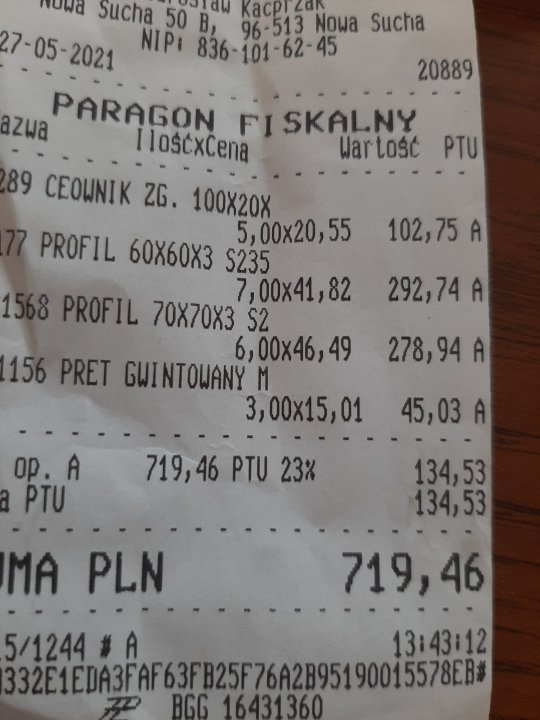 Kacprzak
Nowa Sucha 50 B, 96-513 Nowa Sucha
NIP: 836-101-62-45
27-05-2021
20889
PARAGON FISKALNY
azwa IlośćxCena Wartość PTU
289 CEOWNIK ZG. 100X20X
5,00x20,55 102,75 A
177 PROFIL 60X60X3 S235
7,00x41,82 292,74 A
1568 PROFIL 70X70X3 S2
6,00x46,49 278,94 A
1156 PRET GWINTOWANY M
3,00x15,01 45,03 A
op. A 719,46 PTU 23% 134,53
a PTU 134,53
UMA PLN 719,46
5/1244 # A 13:43:12
0332E1EDA3FAF63FB25F76A2B95190015578EB#
BGG 16431360